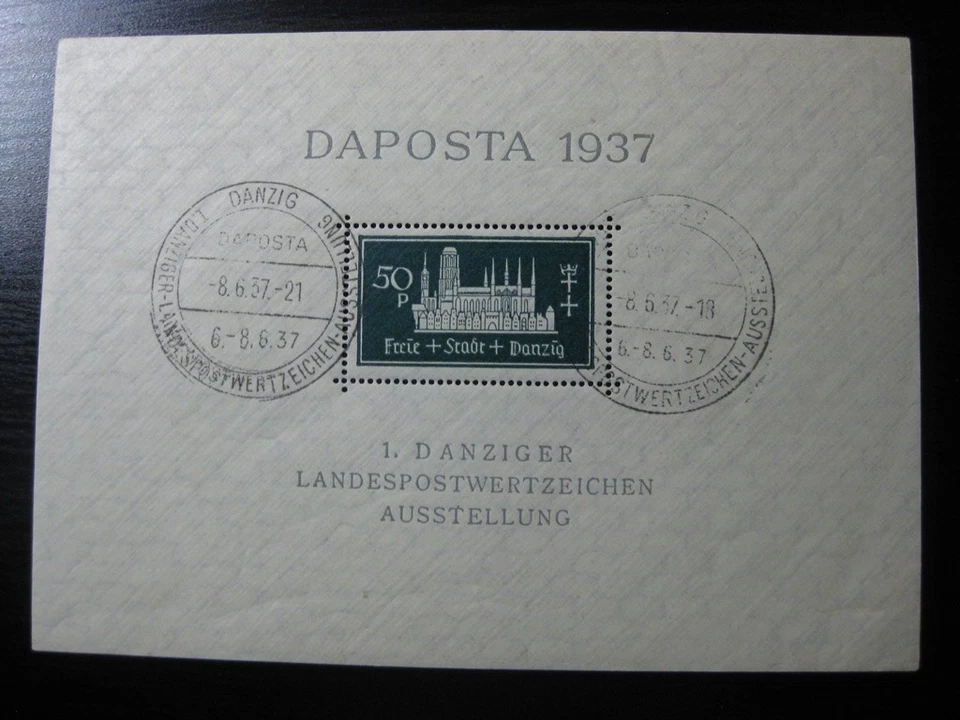 DAPOSTA 1937
DANZIG
DAPOSTA
-8.6.37.-21
6.-8.6.37
1.DANZIGER-LANDESPOSTWERTZEICHEN-AUSSTELLUNG
50
P
Freie + Stadt + Danzig
-8.6.37.-18
6.-8.6.37
POSTWERTZEICHEN-AUSSTE
1. DANZIGER
LANDESPOSTWERTZEICHEN
AUSSTELLUNG